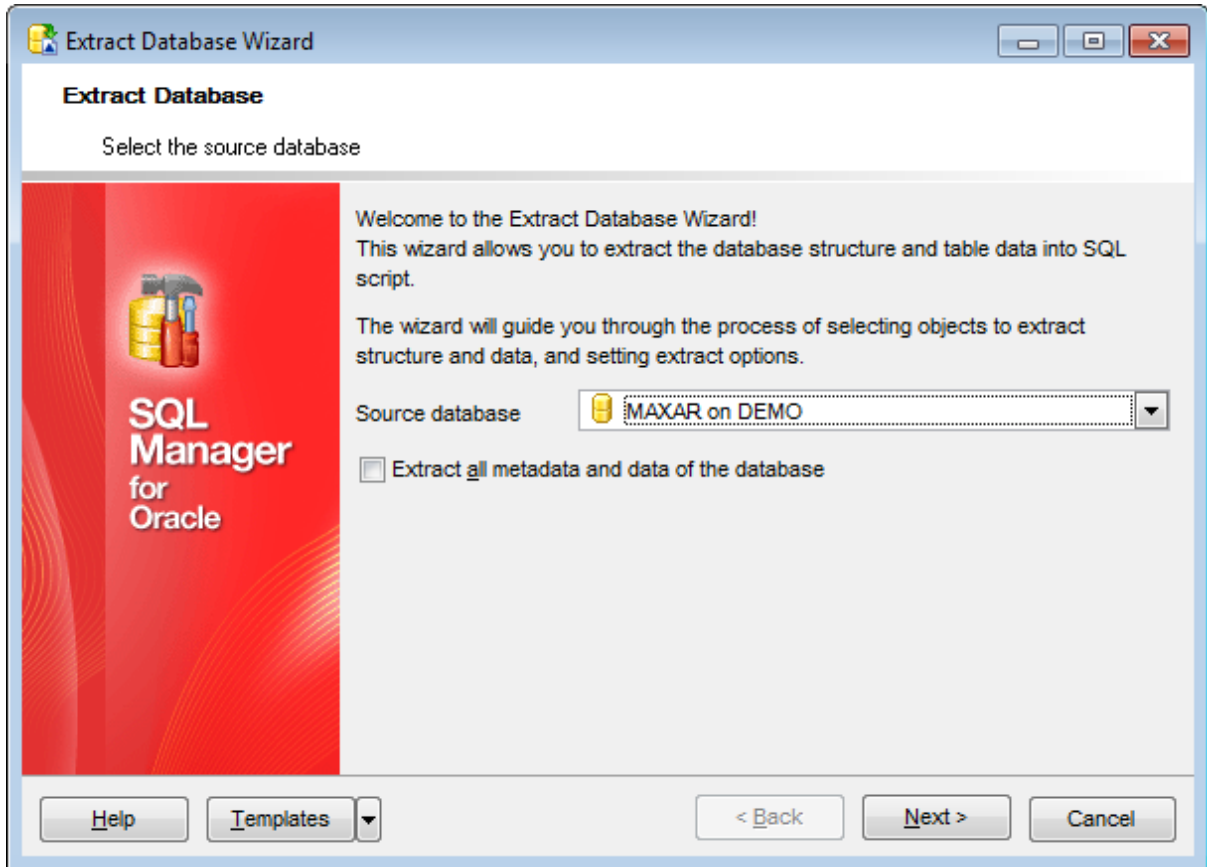 Extract Database Wizard
Extract Database
Select the source database
Welcome to the Extract Database Wizard!
This wizard allows you to extract the database structure and table data into SQL
script.
The wizard will guide you through the process of selecting objects to extract
structure and data, and setting extract options.
Source database
MAXAR on DEMO
Extract all metadata and data of the database
SQL
Manager
for
Oracle
Help
Templates
< Back
Next >
Cancel